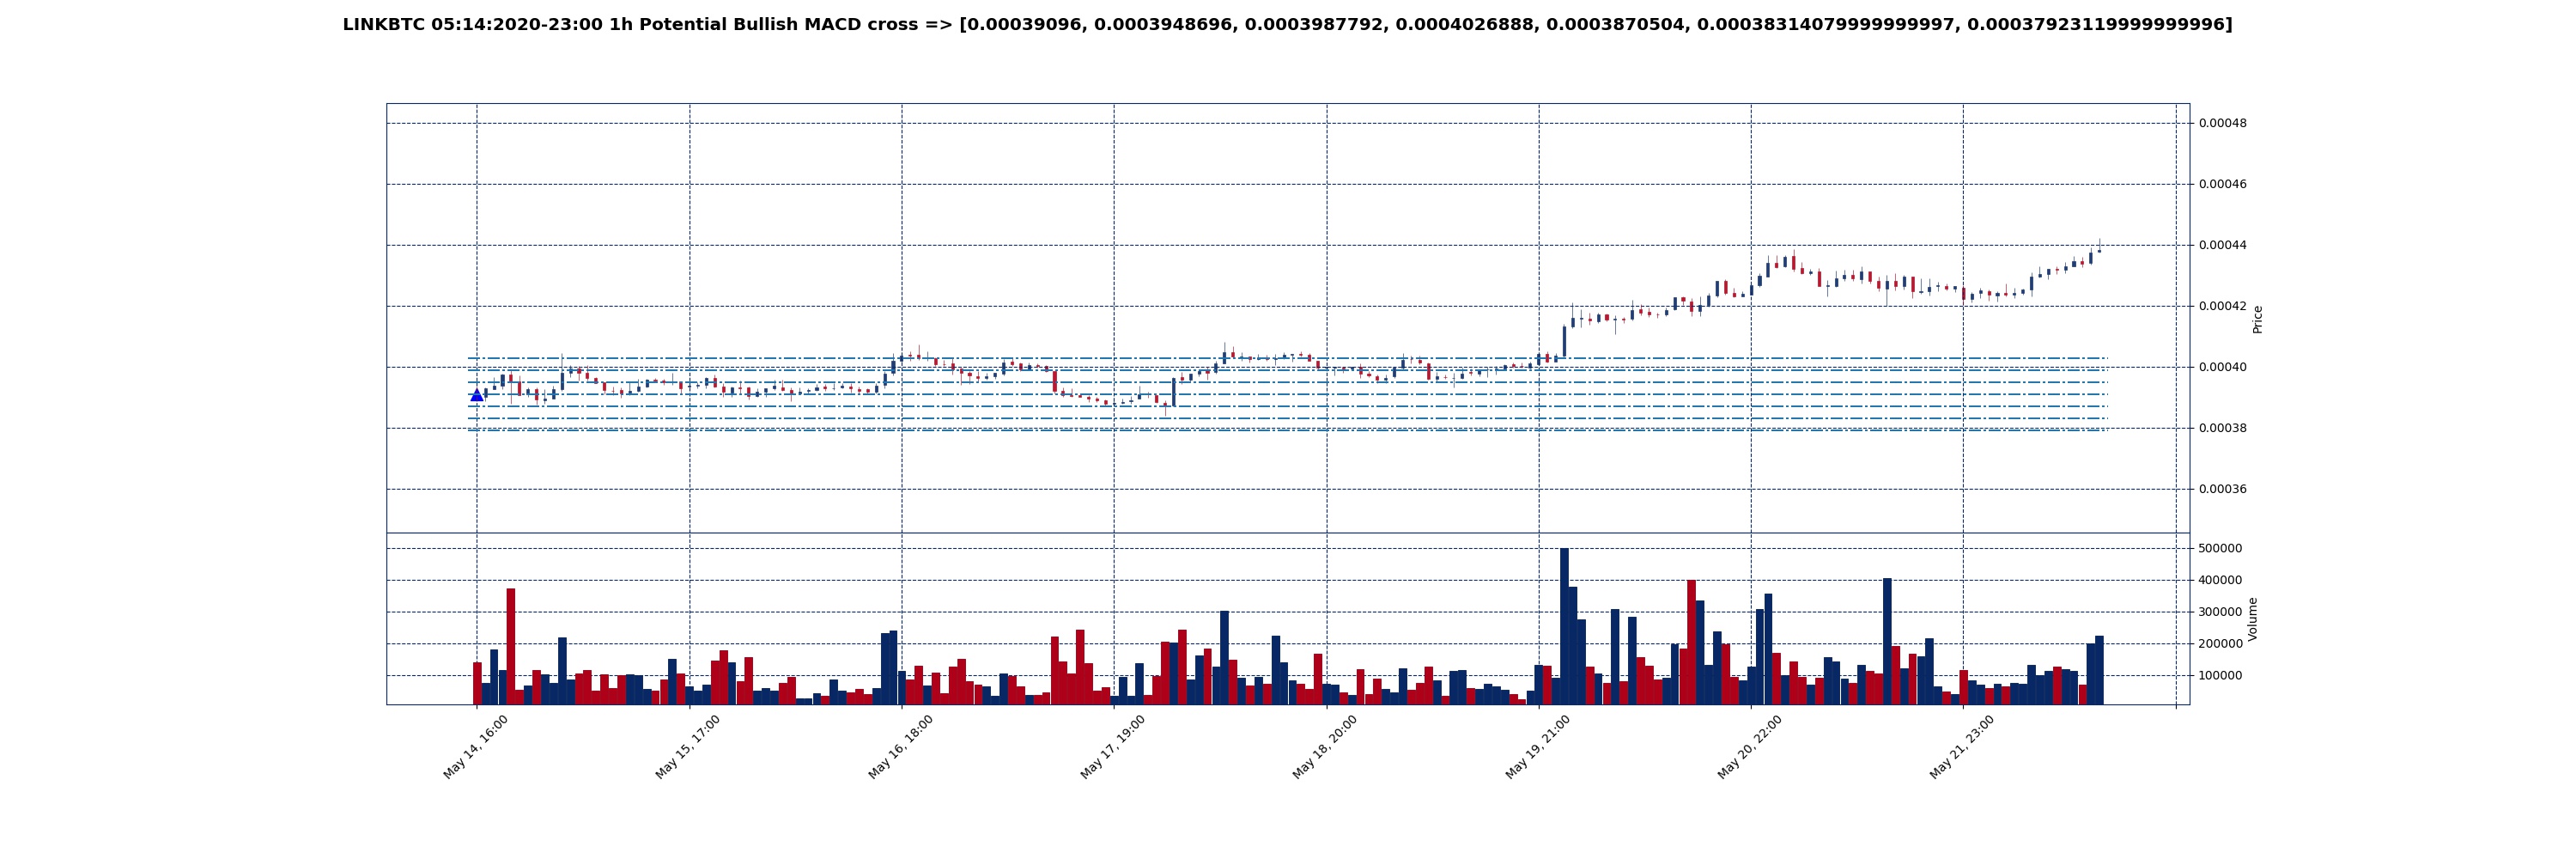 LINKBTC 05:14:2020-23:00 1h Potential Bullish MACD cross => [0.00039096, 0.0003948696, 0.0003987792, 0.0004026888, 0.0003870504, 0.00038314079999999997, 0.00037923119999999996]
0.00048
0.00046
0.00044
0.00042
0.00040
0.00038
0.00036
Price
500000
400000
300000
200000
100000
Volume
May 14, 16:00
May 15, 17:00
May 16, 18:00
May 17, 19:00
May 18, 20:00
May 19, 21:00
May 20, 22:00
May 21, 23:00